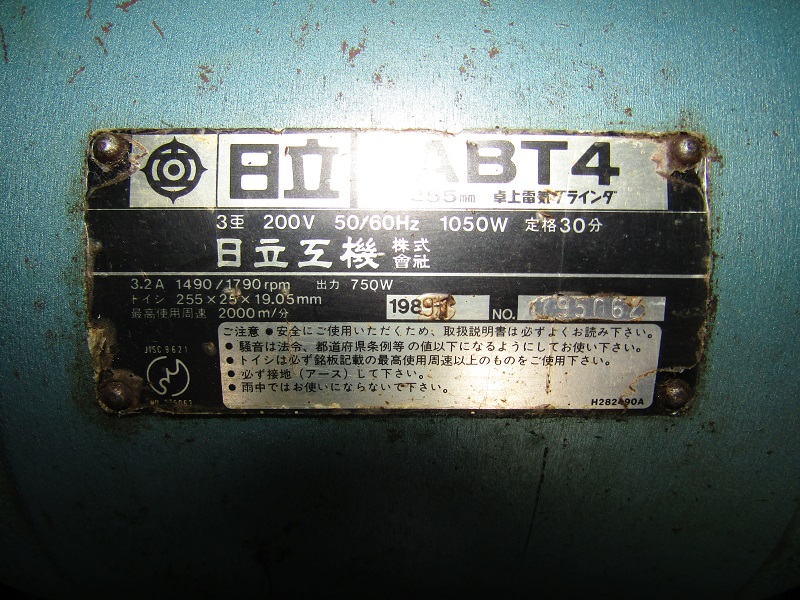 日立 ABT4
255mm 卓上電気グラインダ
3亜 200V 50/60Hz 1050W 定格30分
日立工機 株式會社
3.2A 1490/1790rpm 出力 750W
トイシ 255×25×19.05mm
最高使用周速 2000m/分
198 NO.
ご注意 ●安全にご使用いただくため、取扱説明書は必ずよくお読み下さい。
●騒音は法令、都道府県条例等の値以下になるようにしてお使い下さい。
●トイシは必ず銘板記載の最高使用周速以上のものをご使用下さい。
●必ず接地(アース)して下さい。
●雨中ではお使いにならないで下さい。
JISC 9621
H282490A